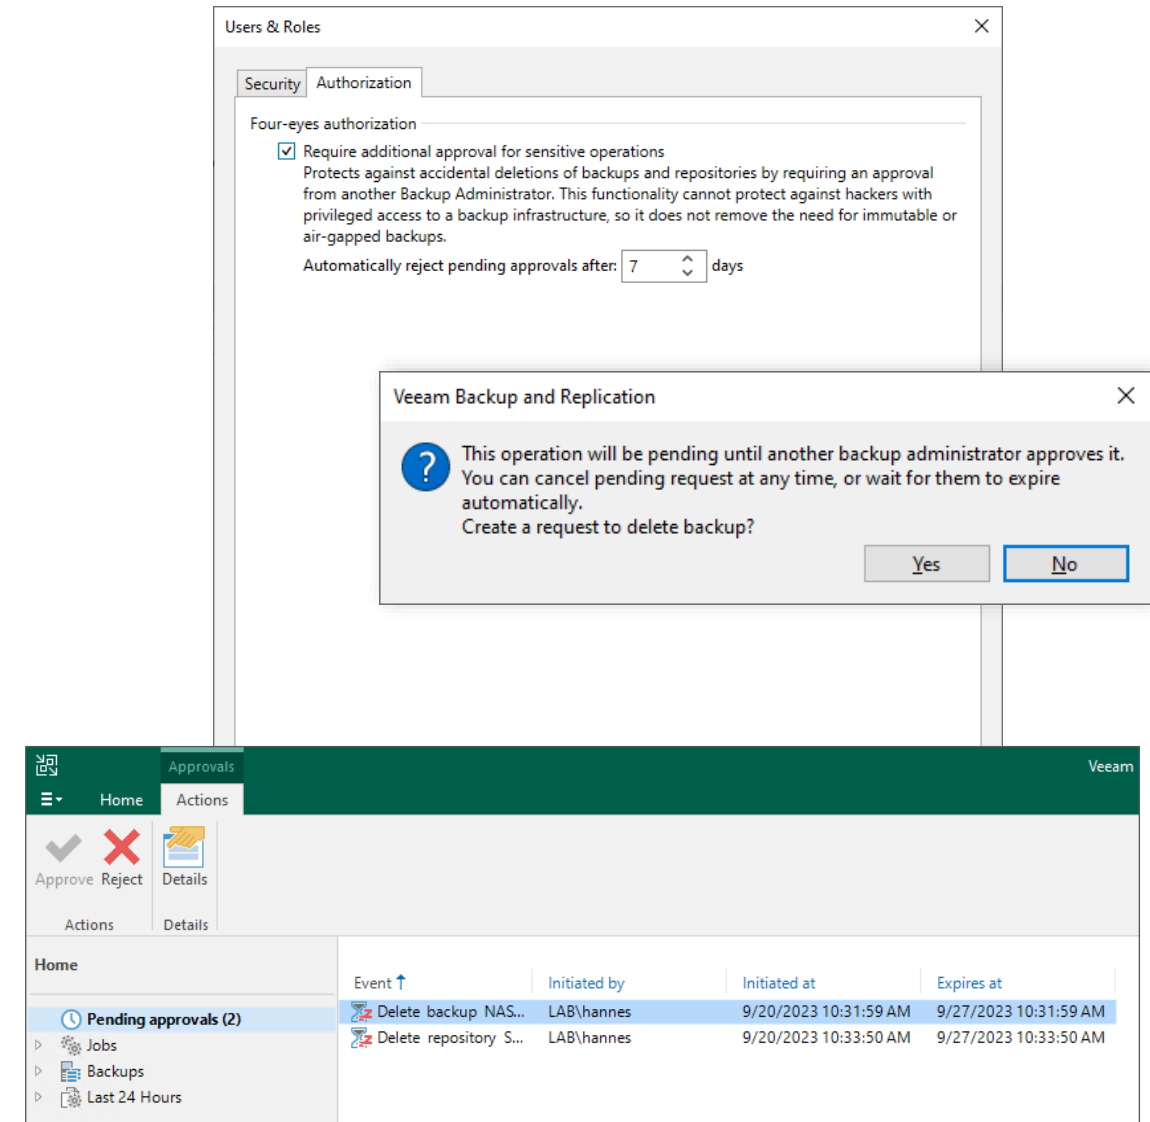 Users & Roles
Security Authorization
Four-eyes authorization
Require additional approval for sensitive operations
Protects against accidental deletions of backups and repositories by requiring an approval
from another Backup Administrator. This functionality cannot protect against hackers with
privileged access to a backup infrastructure, so it does not remove the need for immutable or
air-gapped backups.
Automatically reject pending approvals after: 7 days
Veeam Backup and Replication
This operation will be pending until another backup administrator approves it.
You can cancel pending request at any time, or wait for them to expire
automatically.
Create a request to delete backup?
Yes No
Approvals Veeam
Home Actions
Approve Reject Details
Actions Details
Home
Event Initiated by Initiated at Expires at
Pending approvals (2) Delete backup NAS... LAB\hannes 9/20/2023 10:31:59 AM 9/27/2023 10:31:59 AM
Jobs Delete repository S... LAB\hannes 9/20/2023 10:33:50 AM 9/27/2023 10:33:50 AM
Backups
Last 24 Hours